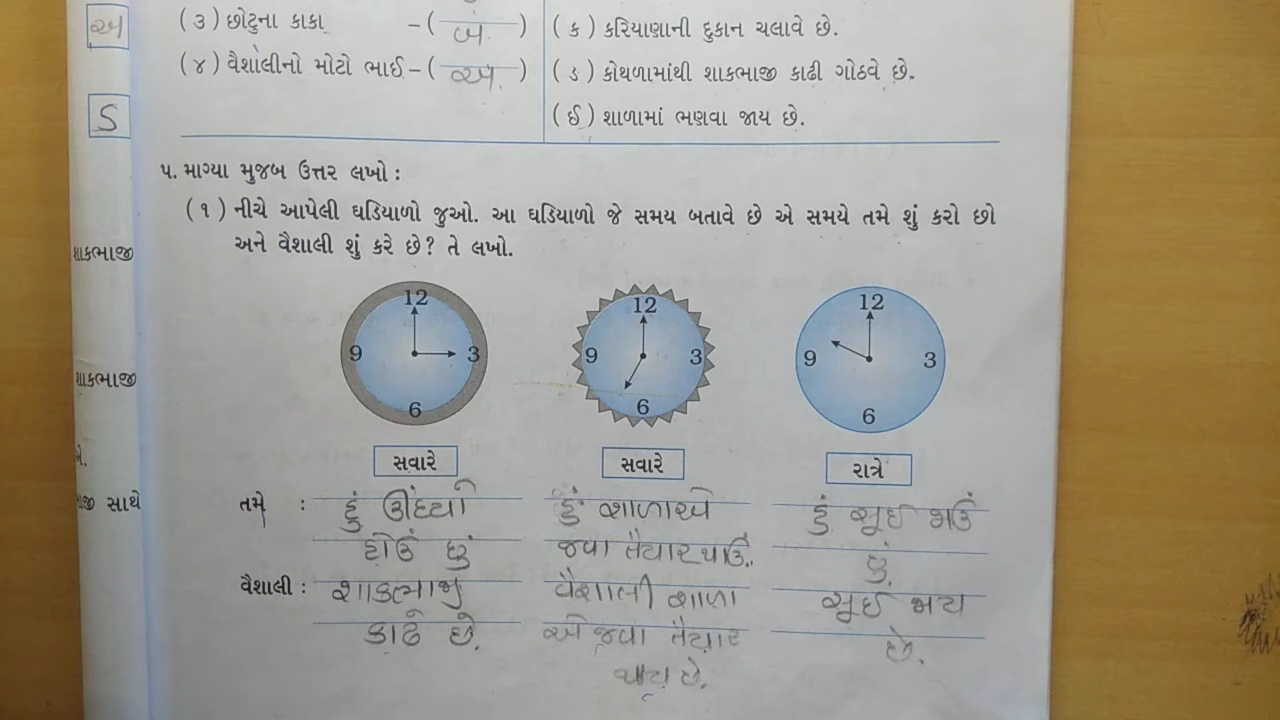 અ
(૩) છોટુના કાકા – ( બં. ) (ક) કરિયાણાની દુકાન ચલાવે છે.
(૪) વૈશાલીનો મોટો ભાઈ – ( અ. ) (ડ) કોથળામાંથી શાકભાજી કાઢી ગોઠવે છે.
S
(ઈ) શાળામાં ભણવા જાય છે.
૫. માગ્યા મુજબ ઉત્તર લખો :
(૧) નીચે આપેલી ઘડિયાળો જુઓ. આ ઘડિયાળો જે સમય બતાવે છે એ સમયે તમે શું કરો છો
શાકભાજી
અને વૈશાલી શું કરે છે? તે લખો.
12 12 12
9 3 9 3 9 3
શાકભાજી
6 6 6
સવારે સવારે રાત્રે
સાથે
તમે : હું ઊંઘ્યો હું શાળાએ હું સૂઈ જાઉં
હોઉં છું જવા તૈયાર થાઉં. છું.
વૈશાલી : શાકભાજી વૈશાલી શાળા સૂઈ જાય
કાઢે છે. એ જવા તૈયાર છે.
થાય છે.